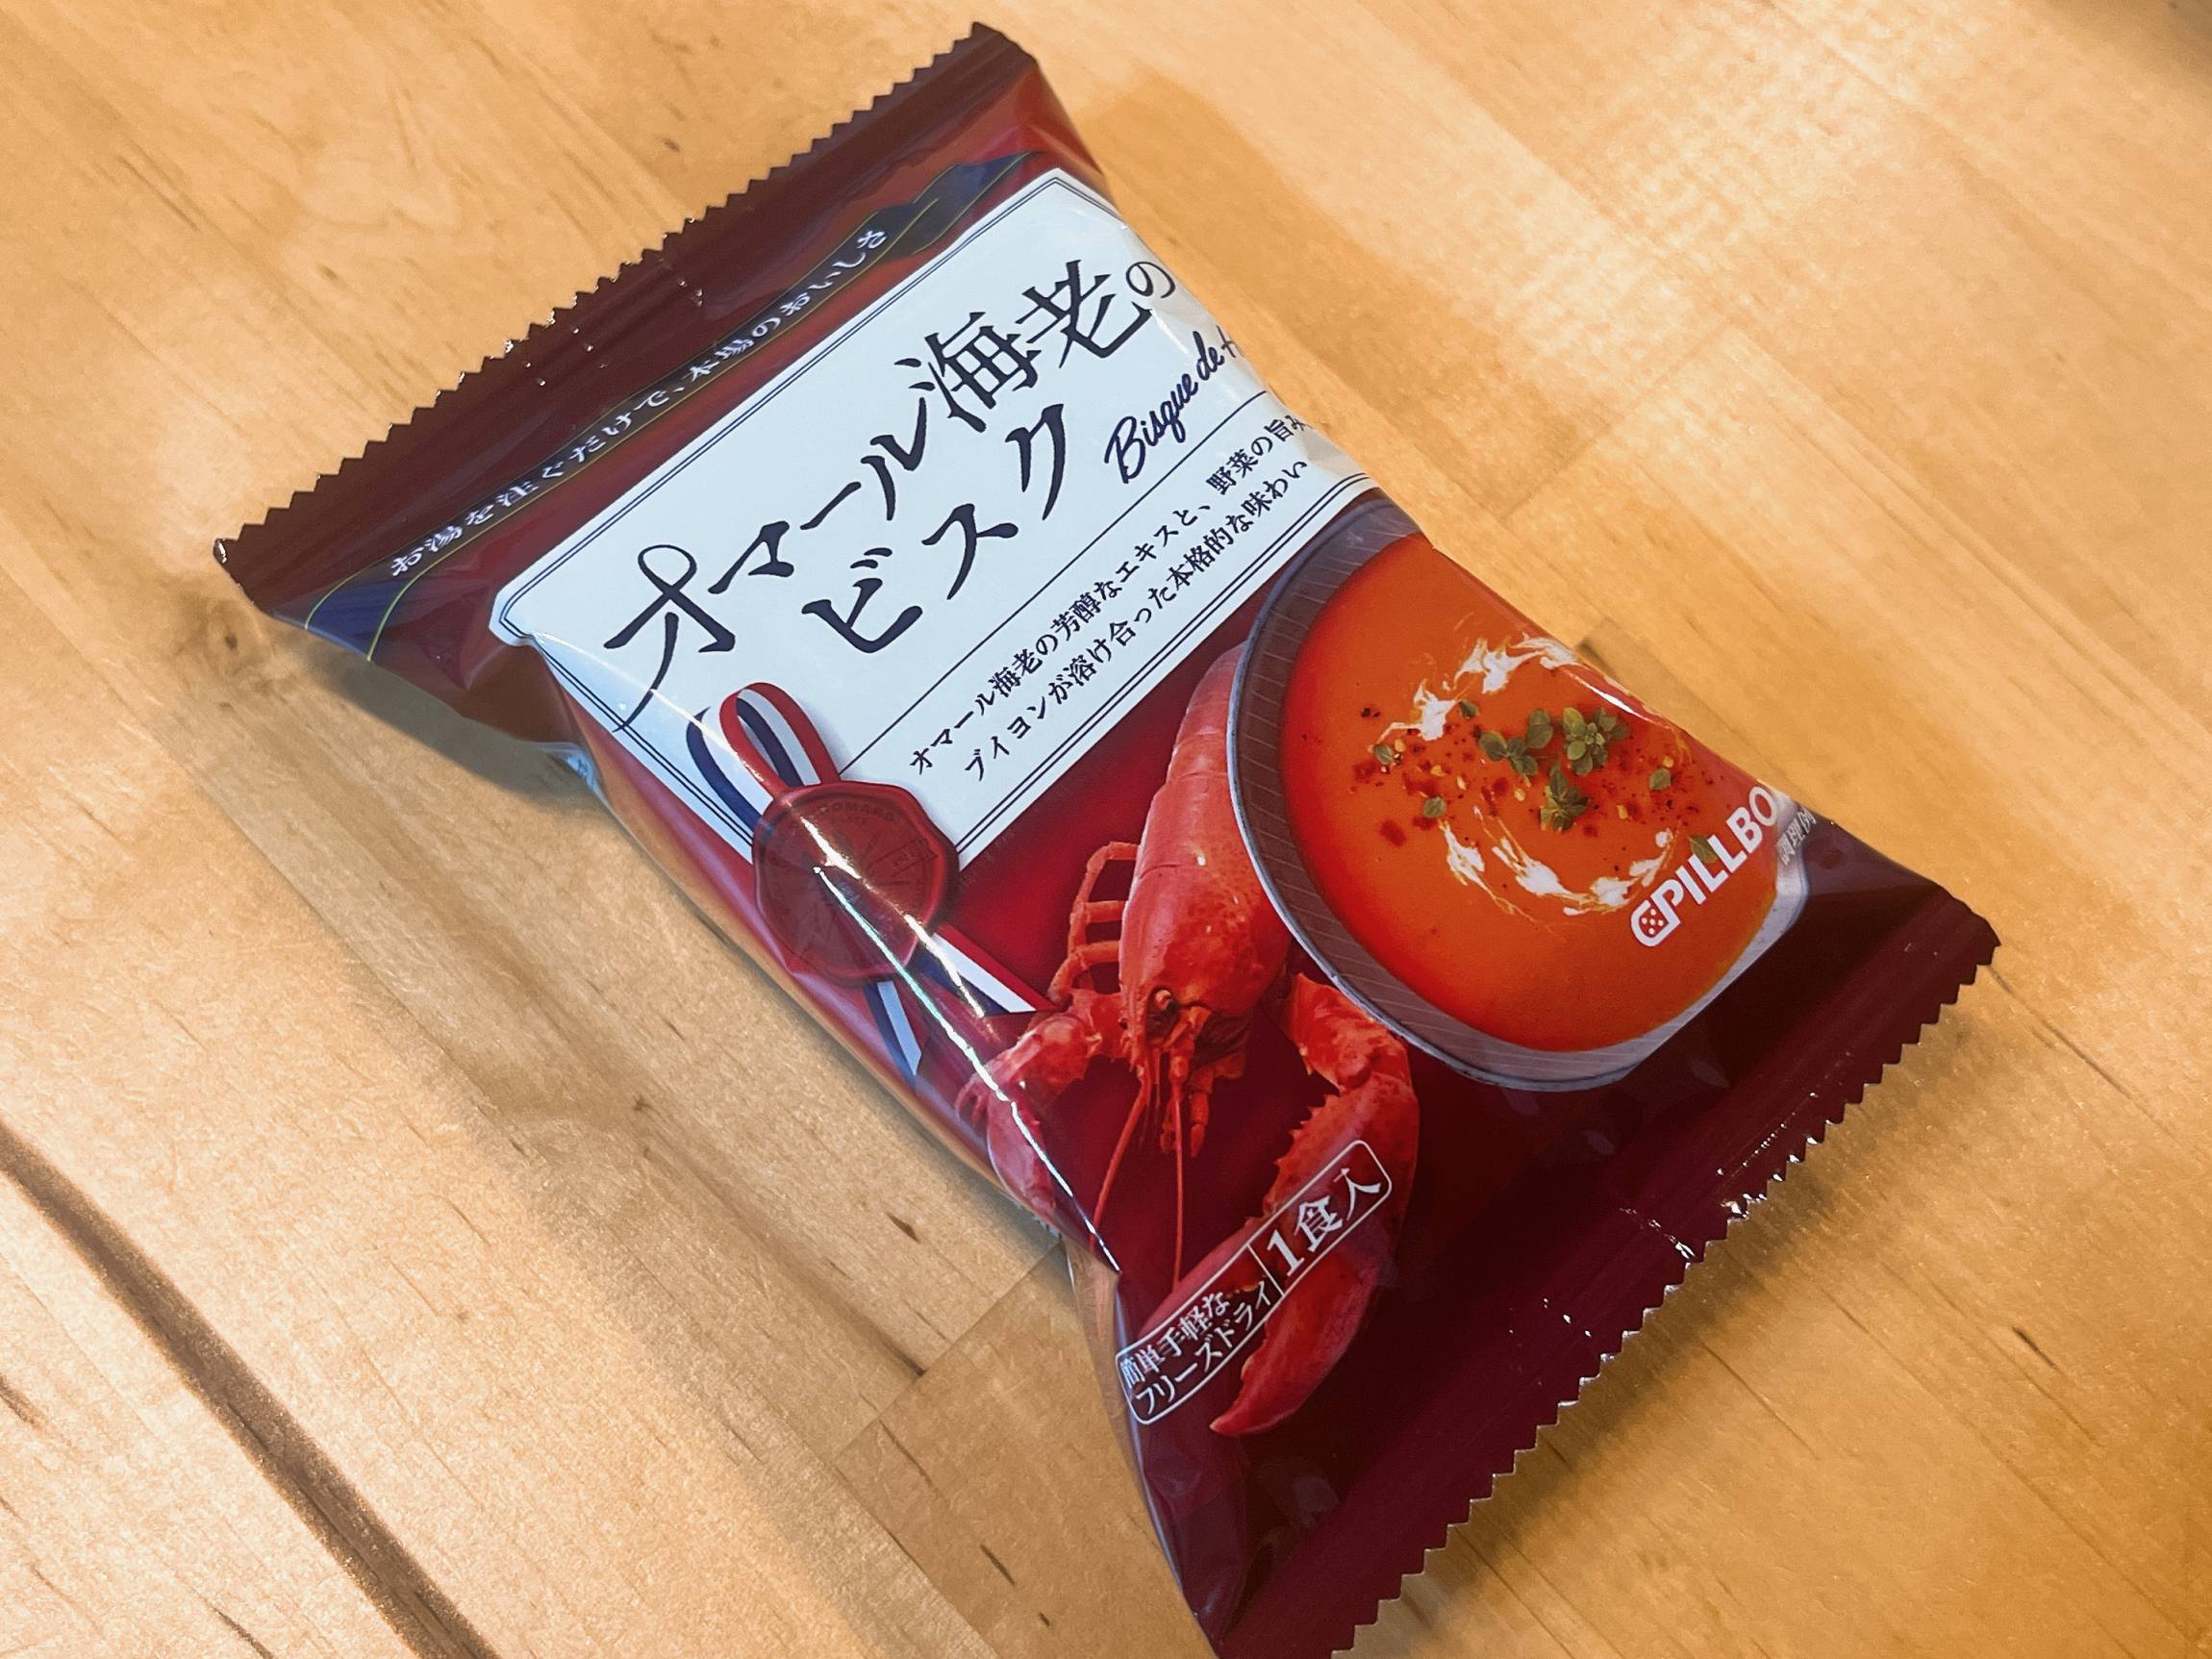 お湯を注ぐだけで、本場のおいしさ
オマール海老の
ビスク
Bisque de
オマール海老の芳醇なエキスと、野菜の旨み
ブイヨンが溶け合った本格的な味わい
PILLBO
調理例
簡単手軽な
フリーズドライ
1食入